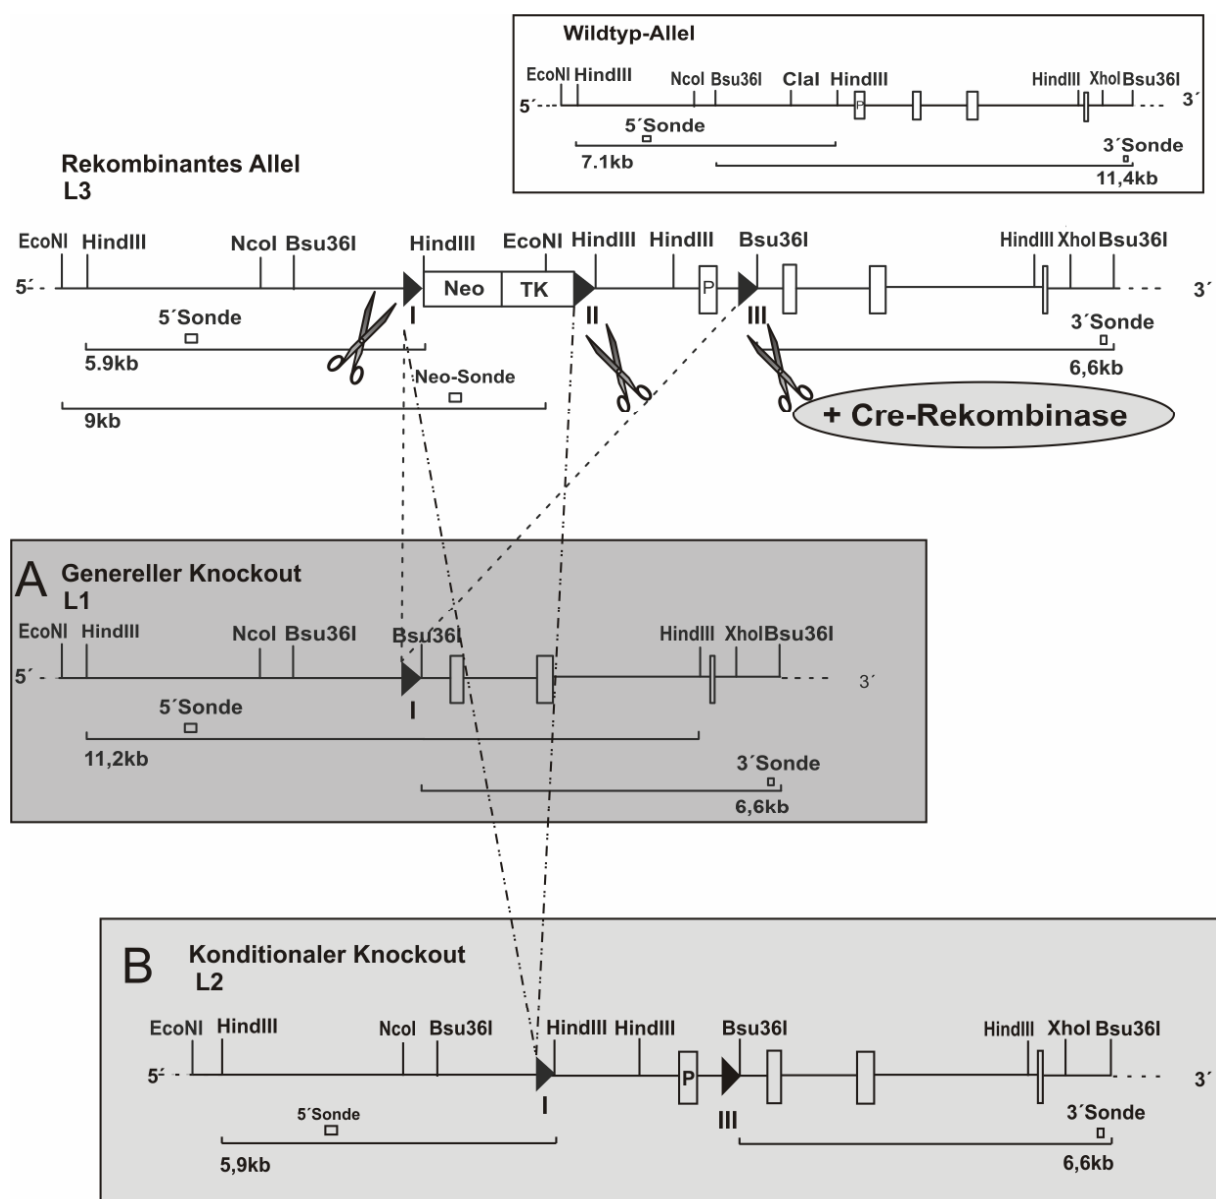 Wildtyp-Allel
EcoNI HindIII NcoI Bsu36I ClaI HindIII HindIII XhoI Bsu36I
5´ P 3´
5´Sonde
7.1kb
3´Sonde
11,4kb
Rekombinantes Allel
L3
EcoNI HindIII NcoI Bsu36I HindIII EcoNI HindIII HindIII Bsu36I HindIII XhoI Bsu36I
5´ Neo TK P 3´
I II III
5´Sonde
3´Sonde
5.9kb
6,6kb
Neo-Sonde
9kb
+ Cre-Rekombinase
A Genereller Knockout
L1
EcoNI HindIII NcoI Bsu36I Bsu36I HindIII XhoI Bsu36I
5´ 3´
I
5´Sonde
11,2kb
3´Sonde
6,6kb
B Konditionaler Knockout
L2
EcoNI HindIII NcoI Bsu36I HindIII HindIII Bsu36I HindIII XhoI Bsu36I
5´ P 3´
I III
5´Sonde
3´Sonde
5,9kb
6,6kb